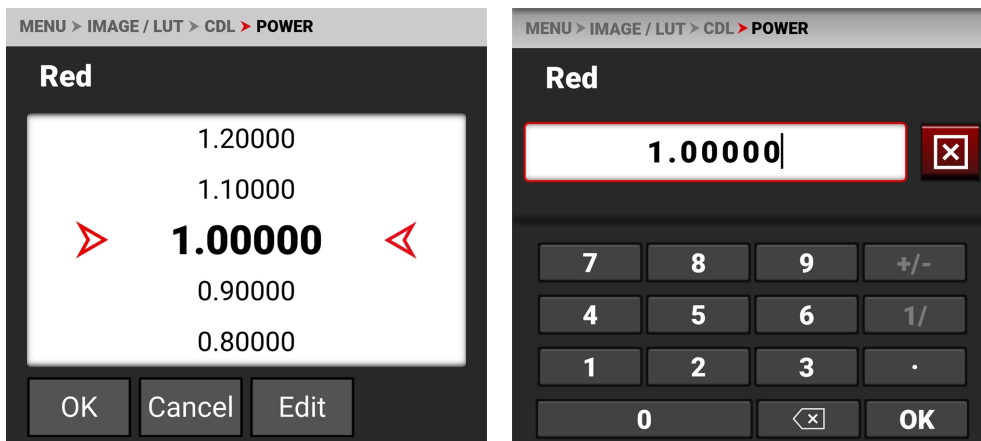 MENU > IMAGE / LUT > CDL > POWER
Red
1.20000
1.10000
1.00000
0.90000
0.80000
OK Cancel Edit
MENU > IMAGE / LUT > CDL > POWER
Red
1.00000
7 8 9 +/-
4 5 6 1/
1 2 3 .
0 OK